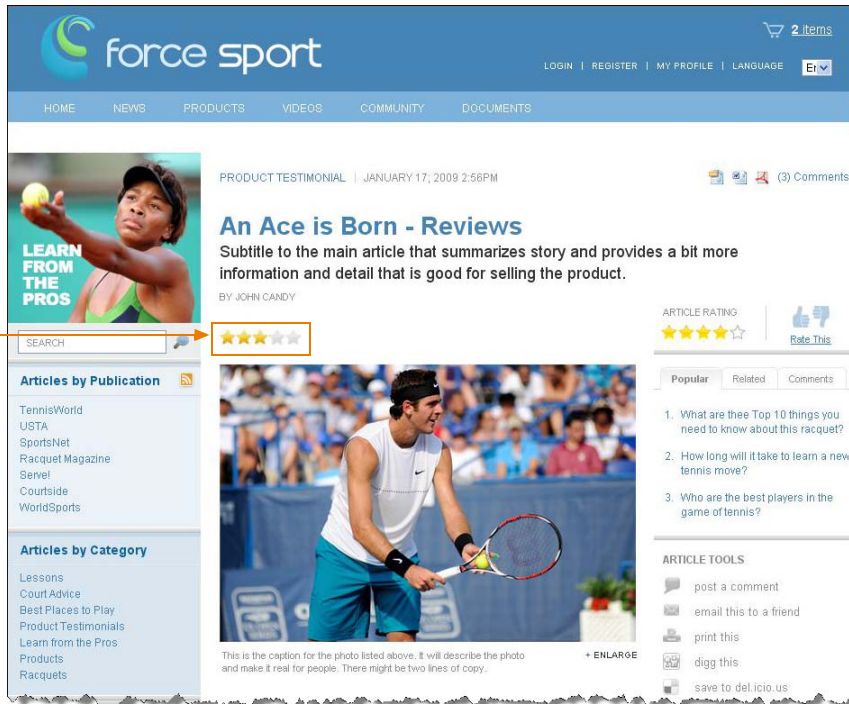 force sport
2 items
LOGIN | REGISTER | MY PROFILE | LANGUAGE
HOME NEWS PRODUCTS VIDEOS COMMUNITY DOCUMENTS
LEARN
FROM
THE
PROS
SEARCH
Articles by Publication
TennisWorld
USTA
SportsNet
Racquet Magazine
Serve!
Courtside
WorldSports
Articles by Category
Lessons
Court Advice
Best Places to Play
Product Testimonials
Learn from the Pros
Products
Racquets
PRODUCT TESTIMONIAL | JANUARY 17, 2009 2:56PM
(3) Comments
An Ace is Born - Reviews
Subtitle to the main article that summarizes story and provides a bit more
information and detail that is good for selling the product.
BY JOHN CANDY
This is the caption for the photo listed above. It will describe the photo
and make it real for people. There might be two lines of copy.
+ ENLARGE
ARTICLE RATING
Rate This
Popular Related Comments
1. What are thee Top 10 things you
need to know about this racquet?
2. How long will it take to learn a new
tennis move?
3. Who are the best players in the
game of tennis?
ARTICLE TOOLS
post a comment
email this to a friend
print this
digg this
save to del.icio.us